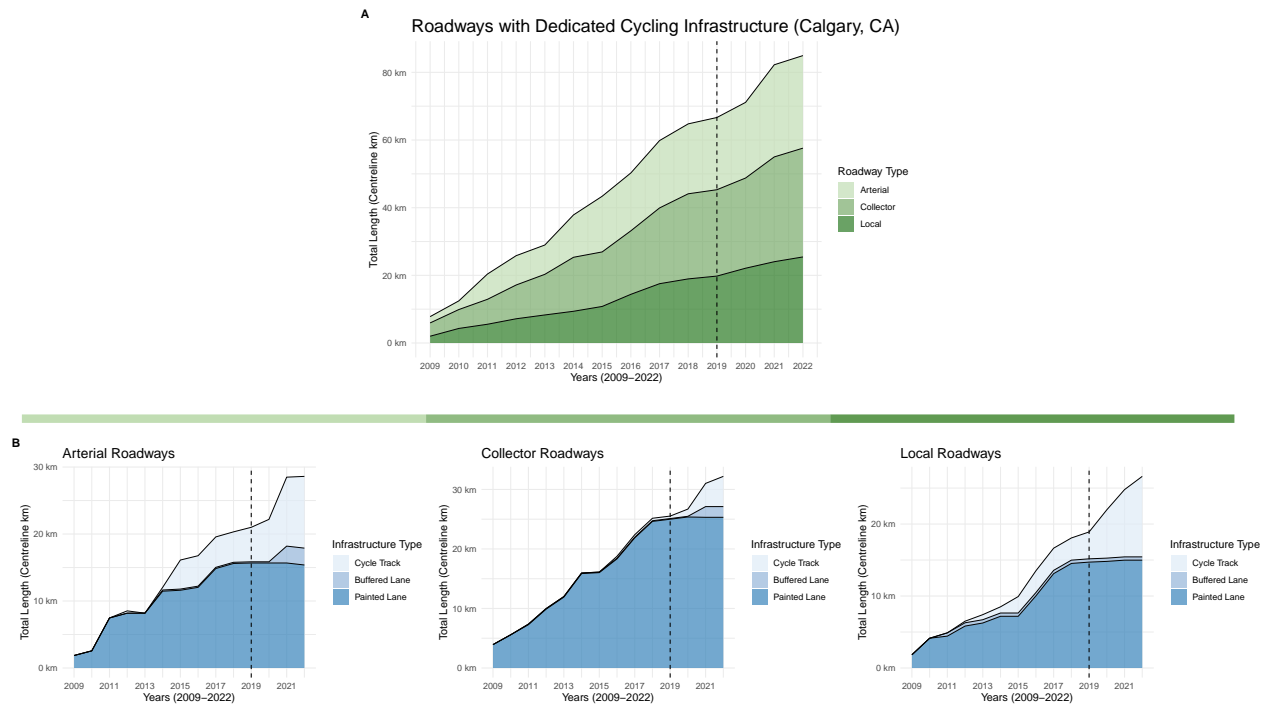 A
Roadways with Dedicated Cycling Infrastructure (Calgary, CA)
Total Length (Centreline km)
80 km
60 km
40 km
20 km
0 km
2009 2010 2011 2012 2013 2014 2015 2016 2017 2018 2019 2020 2021 2022
Years (2009–2022)
Roadway Type
Arterial
Collector
Local
B
Arterial Roadways
Total Length (Centreline km)
30 km
20 km
10 km
0 km
2009 2011 2013 2015 2017 2019 2021
Years (2009–2022)
Infrastructure Type
Cycle Track
Buffered Lane
Painted Lane
Collector Roadways
Total Length (Centreline km)
30 km
20 km
10 km
0 km
2009 2011 2013 2015 2017 2019 2021
Years (2009–2022)
Infrastructure Type
Cycle Track
Buffered Lane
Painted Lane
Local Roadways
Total Length (Centreline km)
20 km
10 km
0 km
2009 2011 2013 2015 2017 2019 2021
Years (2009–2022)
Infrastructure Type
Cycle Track
Buffered Lane
Painted Lane